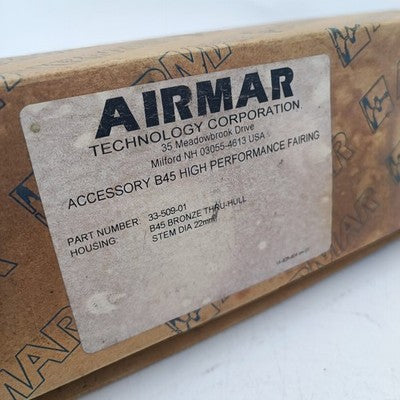 AIRMAR
TECHNOLOGY CORPORATION
35 Meadowbrook Drive
Milford NH 03055-4613 USA
ACCESSORY B45 HIGH PERFORMANCE FAIRING
PART NUMBER 33-509-01
HOUSING B45 BRONZE THRU-HULL
STEM DIA 22mm